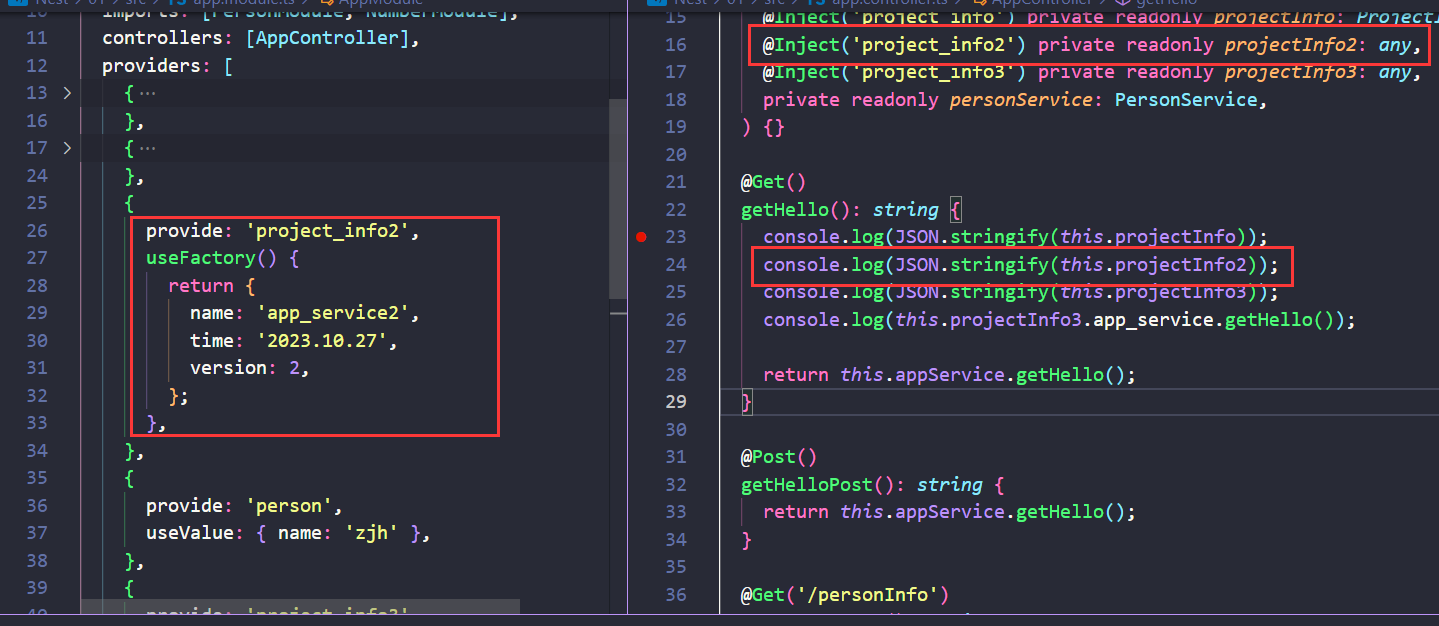 Nest > 01 > src > TS app.module.ts > AppModule
10 imports: [PersonModule, NumberModule],
11 controllers: [AppController],
12 providers: [
13 > { ···
16 },
17 > { ···
24 },
25 {
26 provide: 'project_info2',
27 useFactory() {
28 return {
29 name: 'app_service2',
30 time: '2023.10.27',
31 version: 2,
32 };
33 },
34 },
35 {
36 provide: 'person',
37 useValue: { name: 'zjh' },
38 },
39 {
40 provide: 'project_info3',
Nest > 01 > src > TS app.controller.ts > AppController > getHello
15 @Inject('project_info') private readonly projectInfo:
16 @Inject('project_info2') private readonly projectInfo2: any,
17 @Inject('project_info3') private readonly projectInfo3: any,
18 private readonly personService: PersonService,
19 ) {}
20
21 @Get()
22 getHello(): string {
23 console.log(JSON.stringify(this.projectInfo));
24 console.log(JSON.stringify(this.projectInfo2));
25 console.log(JSON.stringify(this.projectInfo3));
26 console.log(this.projectInfo3.app_service.getHello());
27
28 return this.appService.getHello();
29 }
30
31 @Post()
32 getHelloPost(): string {
33 return this.appService.getHello();
34 }
35
36 @Get('/personInfo')